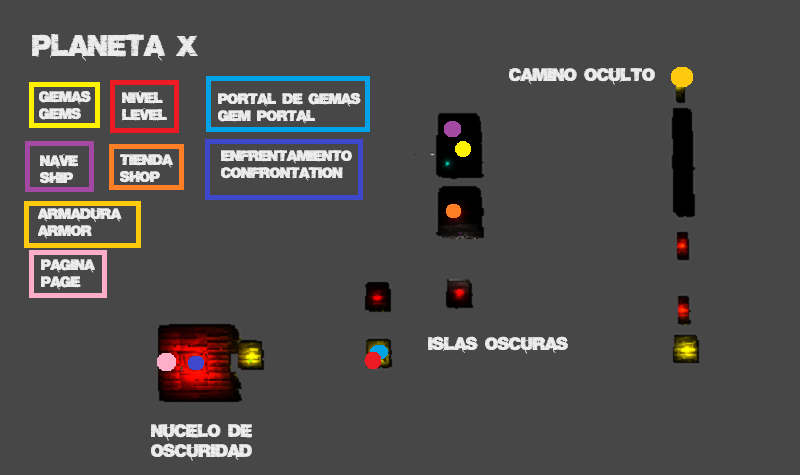 PLANETA X
CAMINO OCULTO
GEMAS
GEMS
NIVEL
LEVEL
PORTAL DE GEMAS
GEM PORTAL
NAVE
SHIP
TIENDA
SHOP
ENFRENTAMIENTO
CONFRONTATION
ARMADURA
ARMOR
PAGINA
PAGE
ISLAS OSCURAS
NUCELO DE
OSCURIDAD